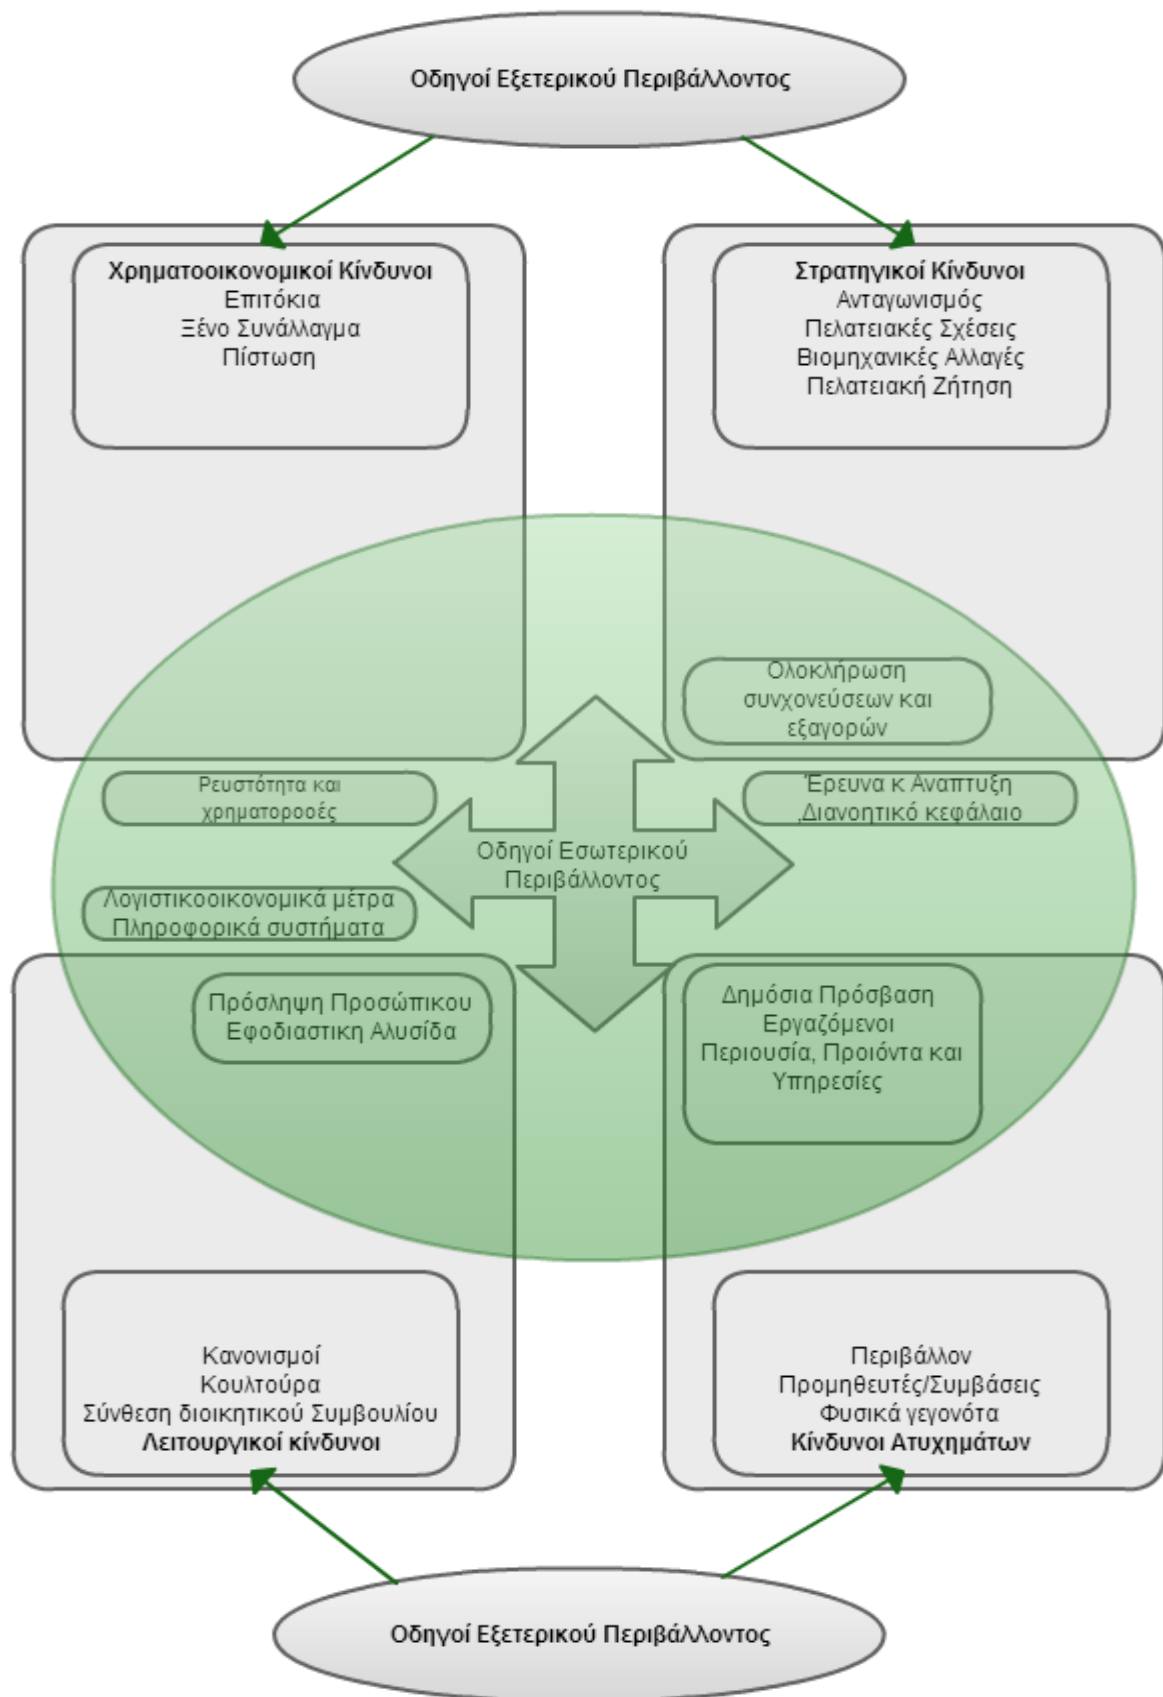 Οδηγοί Εξετερικού Περιβάλλοντος
Χρηματοοικονομικοί Κίνδυνοι
Επιτόκια
Ξένο Συνάλλαγμα
Πίστωση
Στρατηγικοί Κίνδυνοι
Ανταγωνισμός
Πελατειακές Σχέσεις
Βιομηχανικές Αλλαγές
Πελατειακή Ζήτηση
Ολοκλήρωση
συνχονεύσεων και
εξαγορών
Ρευστότητα και
χρηματοροοές
Έρευνα κ Αναπτυξη
,Διανοητικό κεφάλαιο
Οδηγοί Εσωτερικού
Περιβάλλοντος
Λογιστικοοικονομικά μέτρα
Πληροφορικά συστήματα
Πρόσληψη Προσώπικου
Εφοδιαστικη Αλυσίδα
Δημόσια Πρόσβαση
Εργαζόμενοι
Περιουσία, Προιόντα και
Υπηρεσίες
Κανονισμοί
Κουλτούρα
Σύνθεση διοικητικού Συμβουλίου
Λειτουργικοί κίνδυνοι
Περιβάλλον
Προμηθευτές/Συμβάσεις
Φυσικά γεγονότα
Κίνδυνοι Ατυχημάτων
Οδηγοί Εξετερικού Περιβάλλοντος